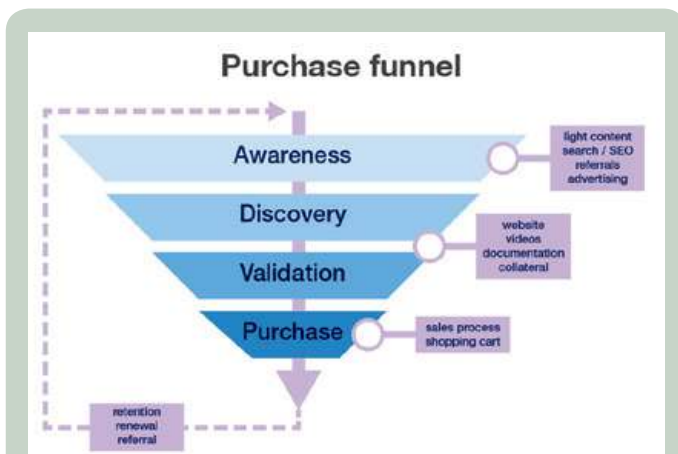 Purchase funnel
Awareness
light content
search / SEO
referrals
advertising
Discovery
website
videos
documentation
collateral
Validation
Purchase
sales process
shopping cart
retention
renewal
referral